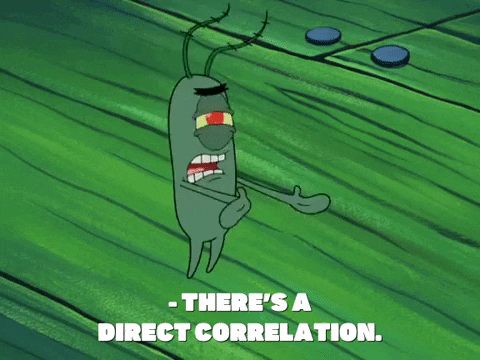 - THERE'S A
DIRECT CORRELATION.